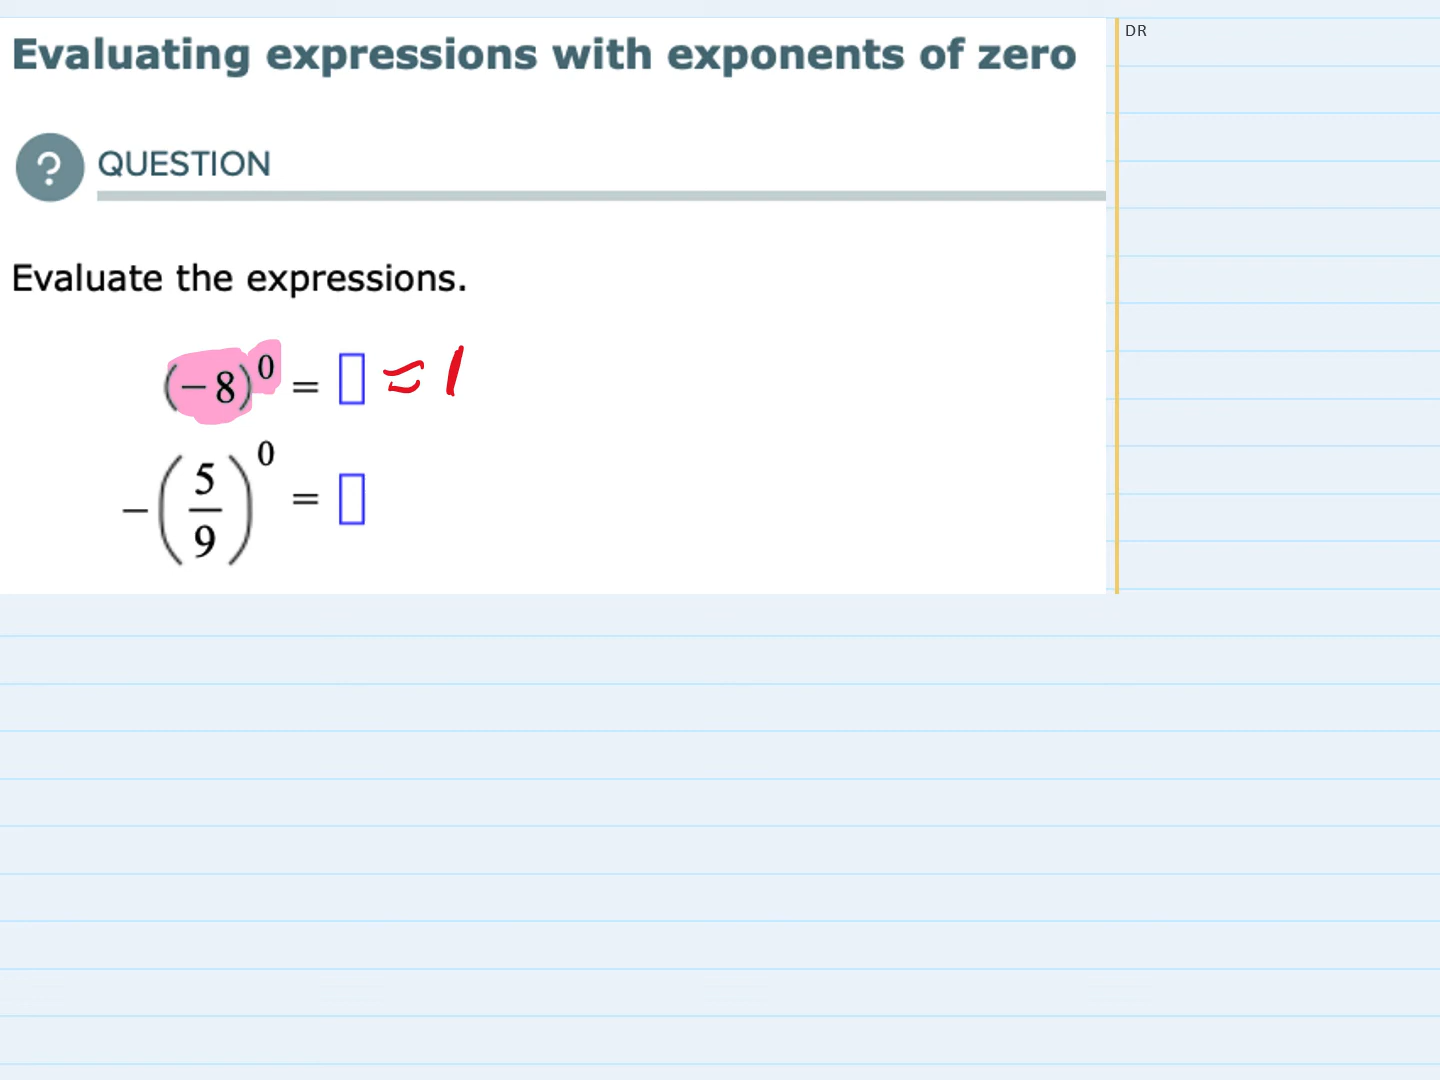 Evaluating expressions with exponents of zero
DR
? QUESTION
Evaluate the expressions.
(−8)^0 = ▯ = 1
−(5/9)^0 = ▯